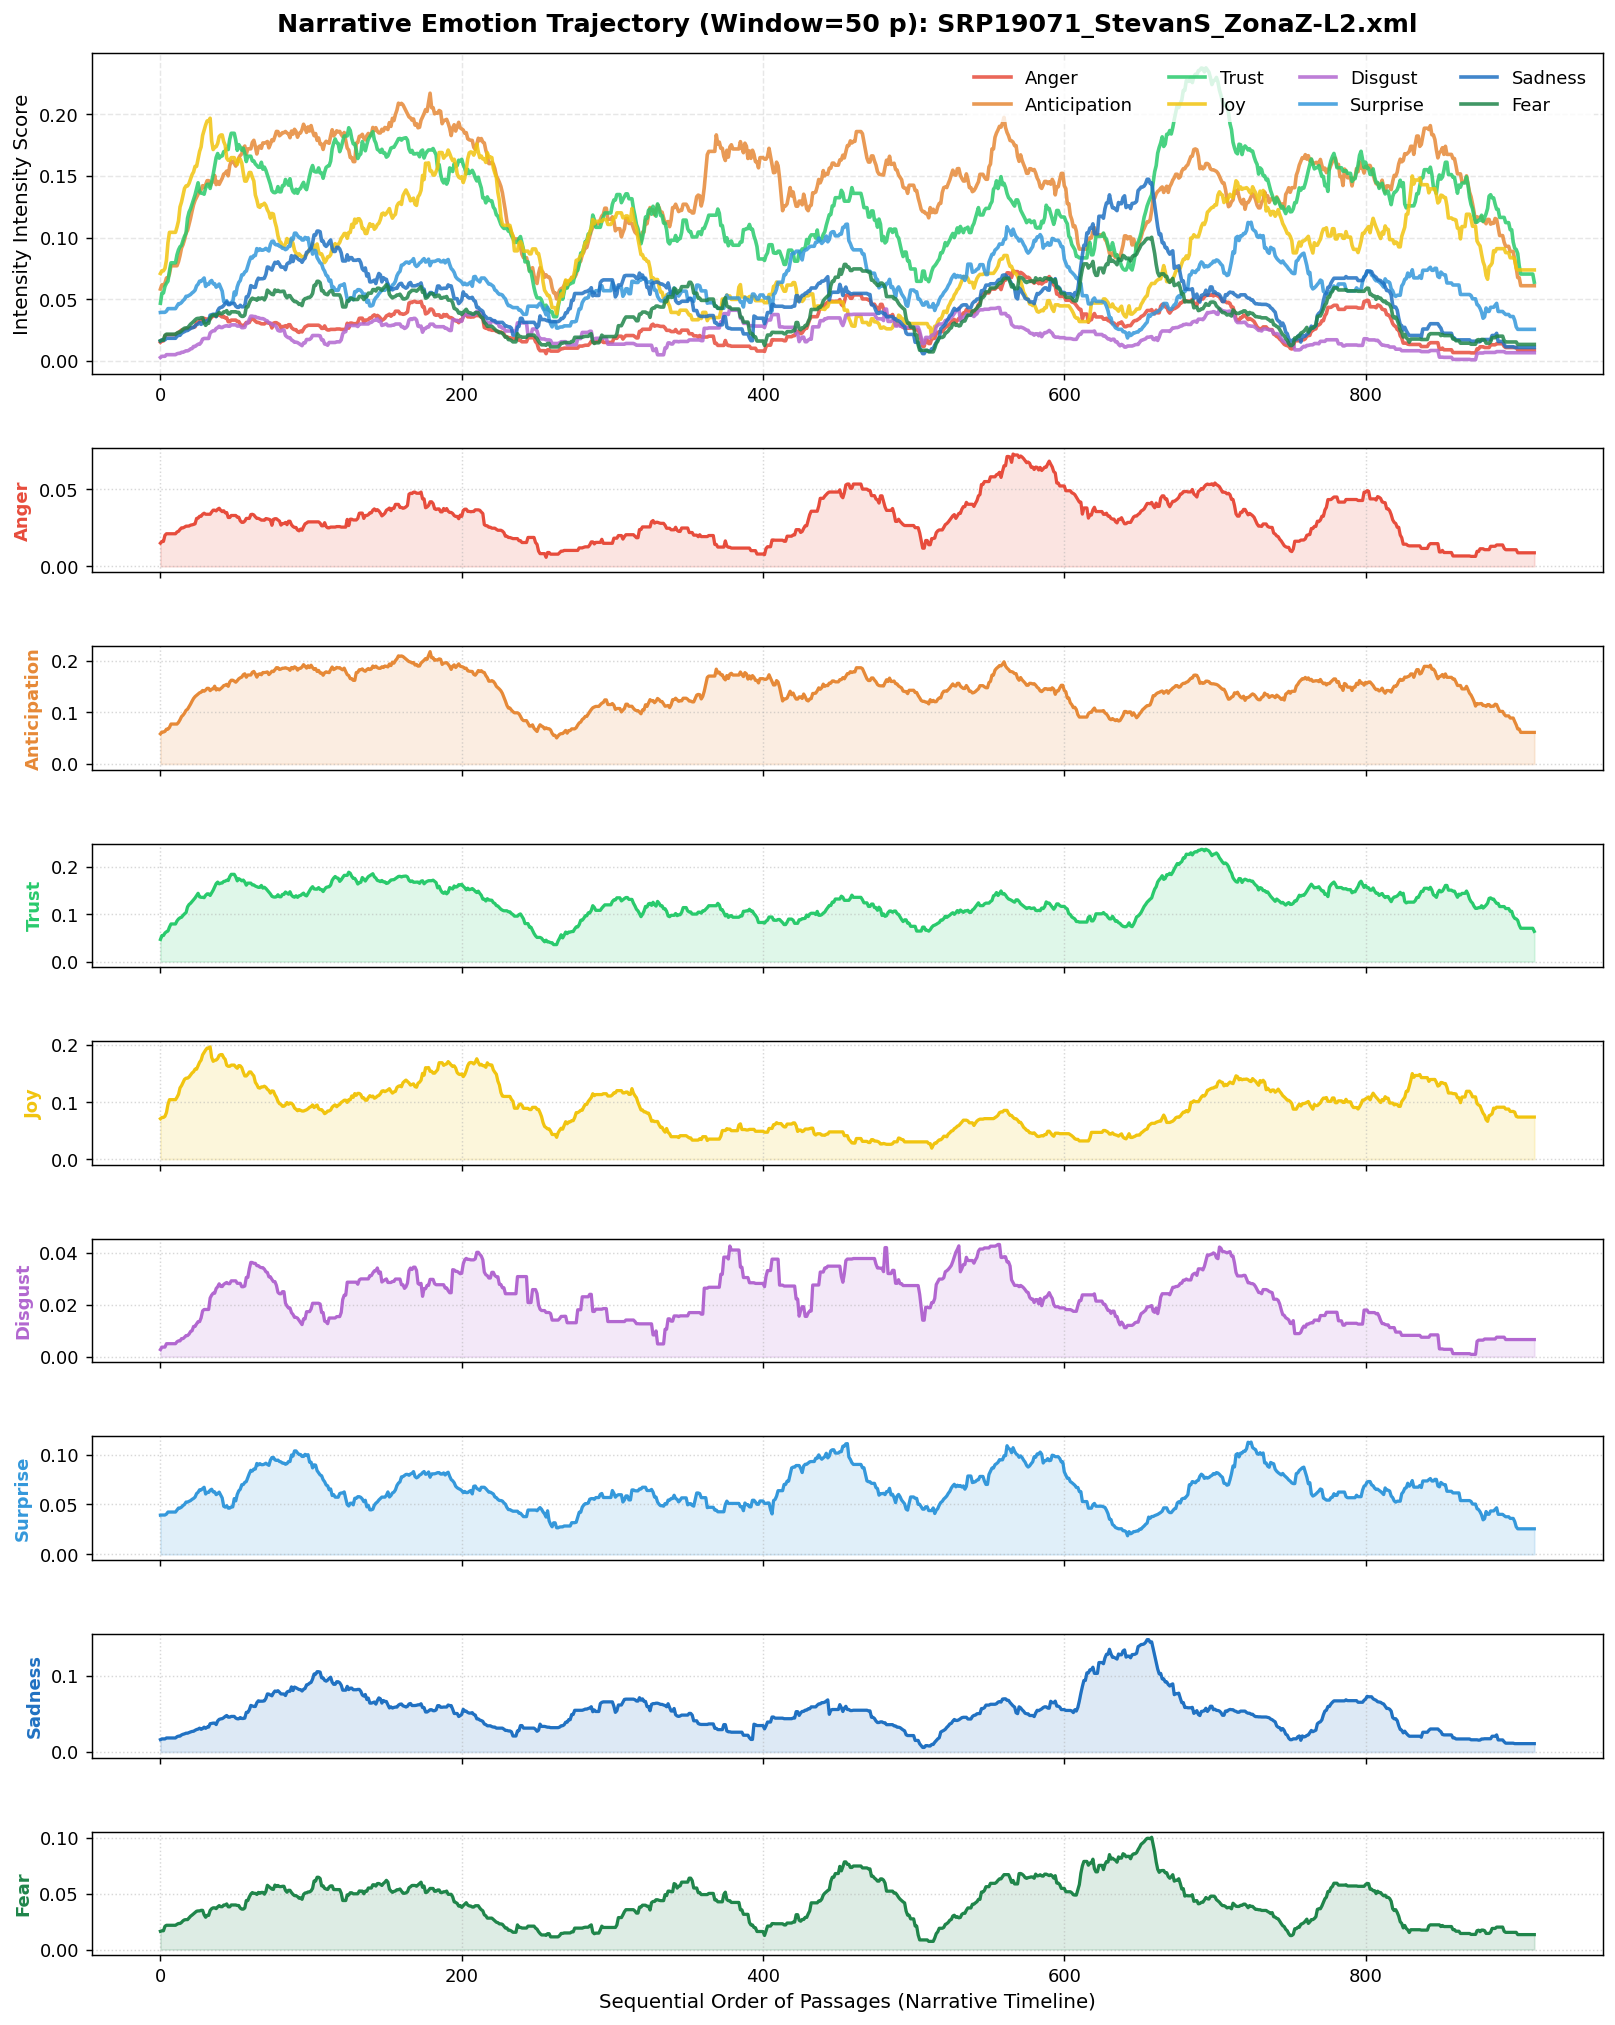 Narrative Emotion Trajectory (Window=50 p): SRP19071_StevanS_ZonaZ-L2.xml
Intensity Intensity Score
Anger Trust Disgust Sadness
Anticipation Joy Surprise Fear
0.20
0.15
0.10
0.05
0.00
0 200 400 600 800
Anger
0.05
0.00
Anticipation
0.2
0.1
0.0
Trust
0.2
0.1
0.0
Joy
0.2
0.1
0.0
Disgust
0.04
0.02
0.00
Surprise
0.10
0.05
0.00
Sadness
0.1
0.0
Fear
0.10
0.05
0.00
0 200 400 600 800
Sequential Order of Passages (Narrative Timeline)